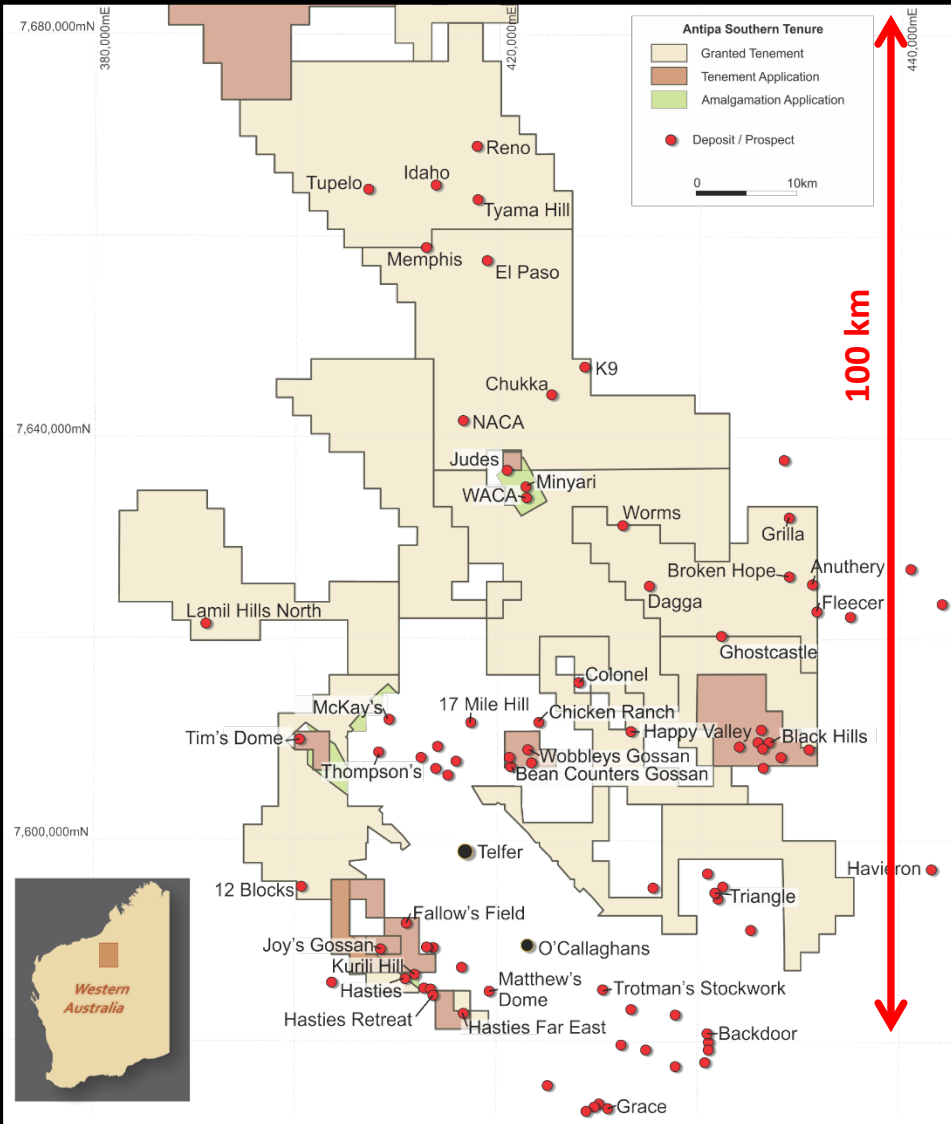 7,680,000mN
380,000mE
420,000mE
440,000mE
Antipa Southern Tenure
Granted Tenement
Tenement Application
Amalgamation Application
Deposit / Prospect
0 10km
100 km
Reno
Idaho
Tupelo
Tyama Hill
Memphis
El Paso
K9
Chukka
NACA
7,640,000mN
Judes
Minyari
WACA
Worms
Grilla
Broken Hope
Anuthery
Dagga
Fleecer
Lamil Hills North
Ghostcastle
Colonel
McKay's
17 Mile Hill
Chicken Ranch
Happy Valley
Tim's Dome
Black Hills
Wobbleys Gossan
Thompson's
Bean Counters Gossan
7,600,000mN
Telfer
Havieron
12 Blocks
Triangle
Fallow's Field
Joy's Gossan
O'Callaghans
Kurili Hill
Hasties
Matthew's
Dome
Trotman's Stockwork
Hasties Retreat
Hasties Far East
Backdoor
Grace
Western
Australia